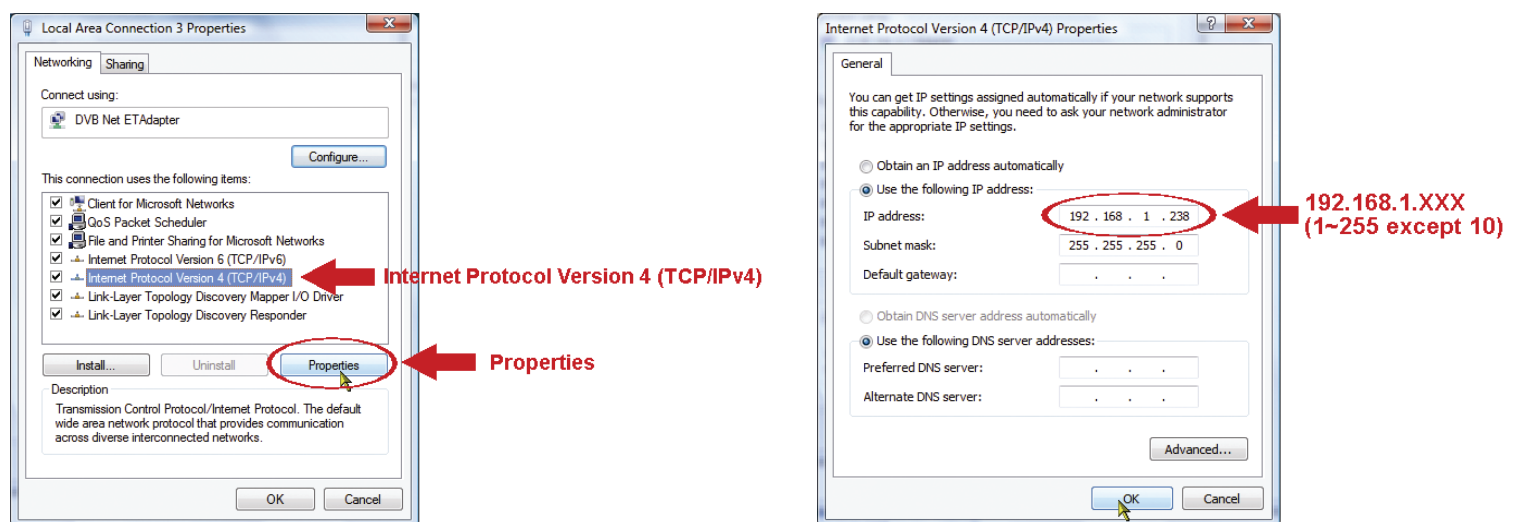 Local Area Connection 3 Properties
Networking
Sharing
Connect using:
DVB Net ETAdapter
Configure...
This connection uses the following items:
Client for Microsoft Networks
QoS Packet Scheduler
File and Printer Sharing for Microsoft Networks
Internet Protocol Version 6 (TCP/IPv6)
Internet Protocol Version 4 (TCP/IPv4)
Link-Layer Topology Discovery Mapper I/O Driver
Link-Layer Topology Discovery Responder
Internet Protocol Version 4 (TCP/IPv4)
Install...
Uninstall
Properties
Properties
Description
Transmission Control Protocol/Internet Protocol. The default
wide area network protocol that provides communication
across diverse interconnected networks.
OK
Cancel
Internet Protocol Version 4 (TCP/IPv4) Properties
General
You can get IP settings assigned automatically if your network supports
this capability. Otherwise, you need to ask your network administrator
for the appropriate IP settings.
Obtain an IP address automatically
Use the following IP address:
IP address:
192 . 168 . 1 . 238
192.168.1.XXX
(1~255 except 10)
Subnet mask:
255 . 255 . 255 . 0
Default gateway:
. . .
Obtain DNS server address automatically
Use the following DNS server addresses:
Preferred DNS server:
. . .
Alternate DNS server:
. . .
Advanced...
OK
Cancel